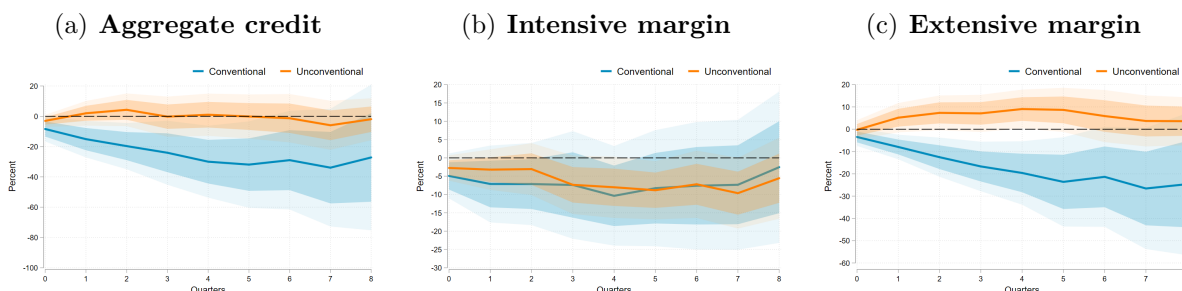 (a) Aggregate credit
(b) Intensive margin
(c) Extensive margin
Conventional
Unconventional
Percent
20
0
-20
-40
-60
-80
-100
0 1 2 3 4 5 6 7 8
Quarters
Conventional
Unconventional
Percent
20
15
10
5
0
-5
-10
-15
-20
-25
-30
0 1 2 3 4 5 6 7 8
Quarters
Conventional
Unconventional
Percent
20
10
0
-10
-20
-30
-40
-50
-60
0 1 2 3 4 5 6 7 8
Quarters